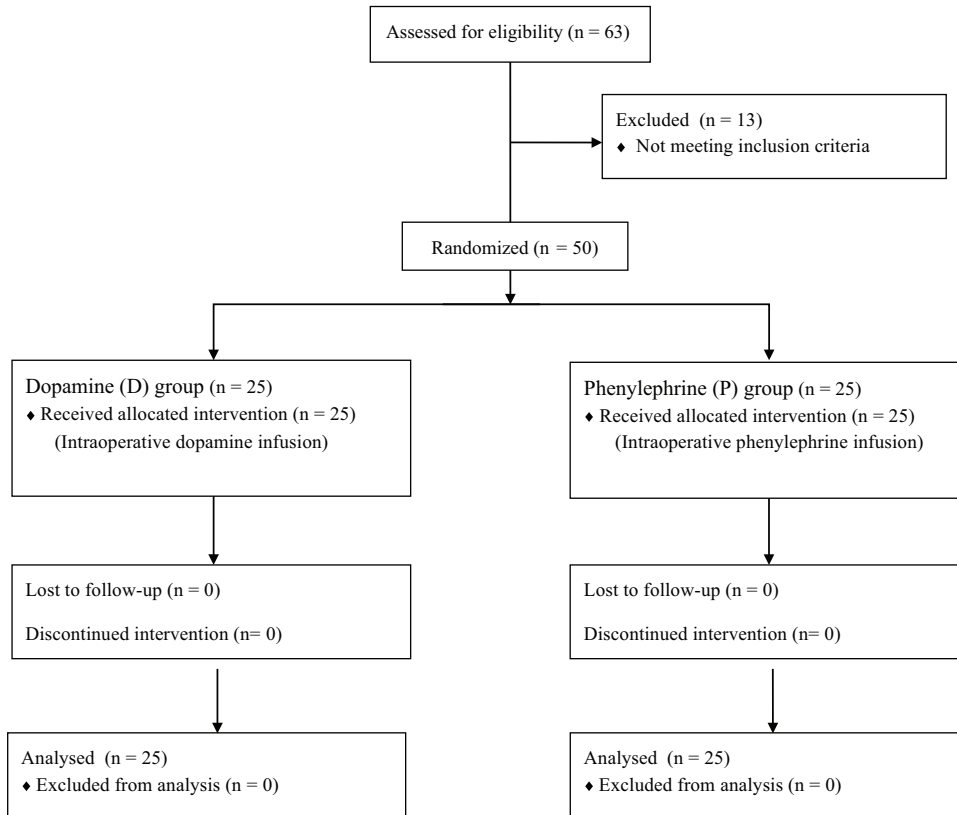 Assessed for eligibility (n = 63)
Excluded (n = 13)
♦ Not meeting inclusion criteria
Randomized (n = 50)
Dopamine (D) group (n = 25)
♦ Received allocated intervention (n = 25)
(Intraoperative dopamine infusion)
Phenylephrine (P) group (n = 25)
♦ Received allocated intervention (n = 25)
(Intraoperative phenylephrine infusion)
Lost to follow-up (n = 0)
Discontinued intervention (n= 0)
Lost to follow-up (n = 0)
Discontinued intervention (n= 0)
Analysed (n = 25)
♦ Excluded from analysis (n = 0)
Analysed (n = 25)
♦ Excluded from analysis (n = 0)